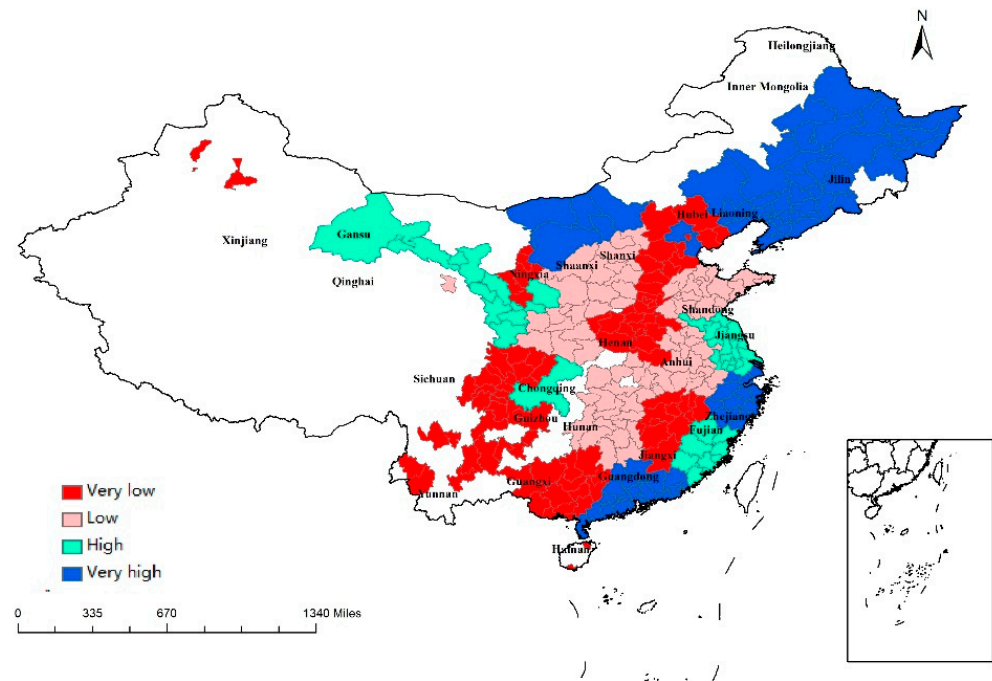 N
Heilongjiang
Inner Mongolia
Jilin
Hubei
Liaoning
Gansu
Xinjiang
Shanxi
Shaanxi
Ningxia
Qinghai
Shandong
Jiangsu
Henan
Anhui
Sichuan
Chongqing
Zhejiang
Guizhou
Hunan
Fujian
Jiangxi
Guangdong
Guangxi
Yunnan
Hainan
Very low
Low
High
Very high
0 335 670 1340 Miles